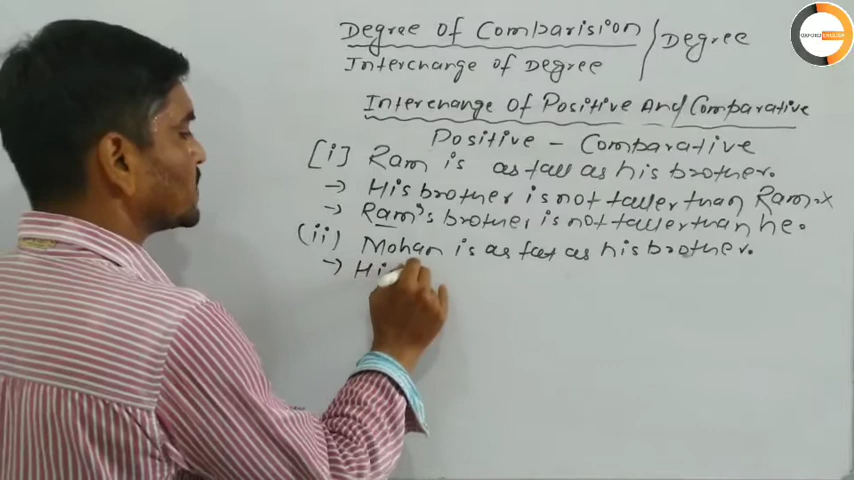 Degree of Comparision / Degree
Interchange of Degree
OXFORD ENGLISH
Interchange of Positive And Comparative
Positive - Comparative
[i] Ram is as tall as his brother.
→ His brother is not taller than Ram. x
→ Ram's brother is not taller than he.
(ii) Mohan is as fat as his brother.
→ Hi